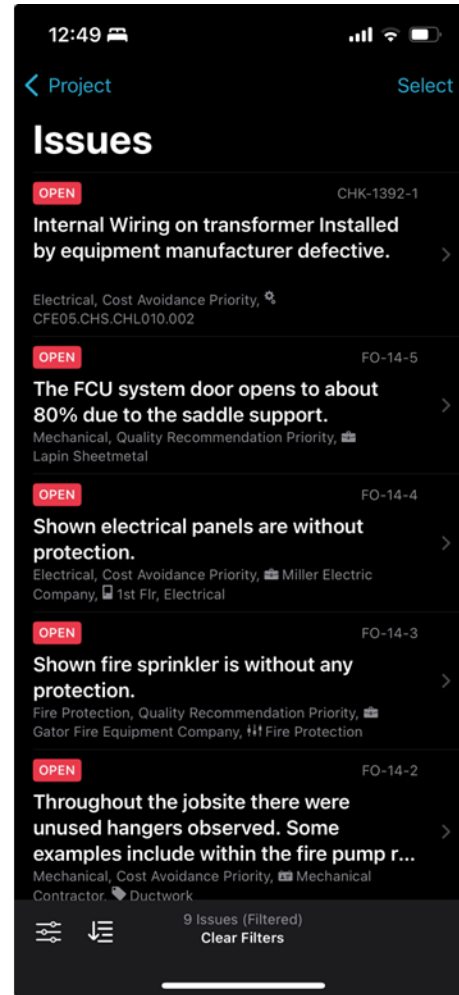 12:49
Project
Select
Issues
OPEN
CHK-1392-1
Internal Wiring on transformer Installed
by equipment manufacturer defective.
Electrical, Cost Avoidance Priority,
CFE05.CHS.CHL010.002
OPEN
FO-14-5
The FCU system door opens to about
80% due to the saddle support.
Mechanical, Quality Recommendation Priority,
Lapin Sheetmetal
OPEN
FO-14-4
Shown electrical panels are without
protection.
Electrical, Cost Avoidance Priority, Miller Electric
Company, 1st Flr, Electrical
OPEN
FO-14-3
Shown fire sprinkler is without any
protection.
Fire Protection, Quality Recommendation Priority,
Gator Fire Equipment Company, Fire Protection
OPEN
FO-14-2
Throughout the jobsite there were
unused hangers observed. Some
examples include within the fire pump r...
Mechanical, Cost Avoidance Priority, Mechanical
Contractor, Ductwork
9 Issues (Filtered)
Clear Filters